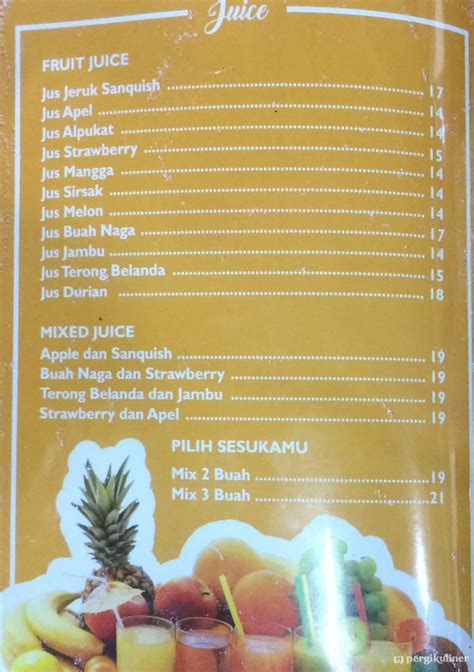 Juice
FRUIT JUICE
Jus Jeruk Sanquish ........ 17
Jus Apel ........ 14
Jus Alpukat ........ 14
Jus Strawberry ........ 15
Jus Mangga ........ 14
Jus Sirsak ........ 14
Jus Melon ........ 14
Jus Buah Naga ........ 17
Jus Jambu ........ 14
Jus Terong Belanda ........ 15
Jus Durian ........ 18
MIXED JUICE
Apple dan Sanquish ........ 19
Buah Naga dan Strawberry ........ 19
Terong Belanda dan Jambu ........ 19
Strawberry dan Apel ........ 19
PILIH SESUKAMU
Mix 2 Buah ........ 19
Mix 3 Buah ........ 21
pergikuliner